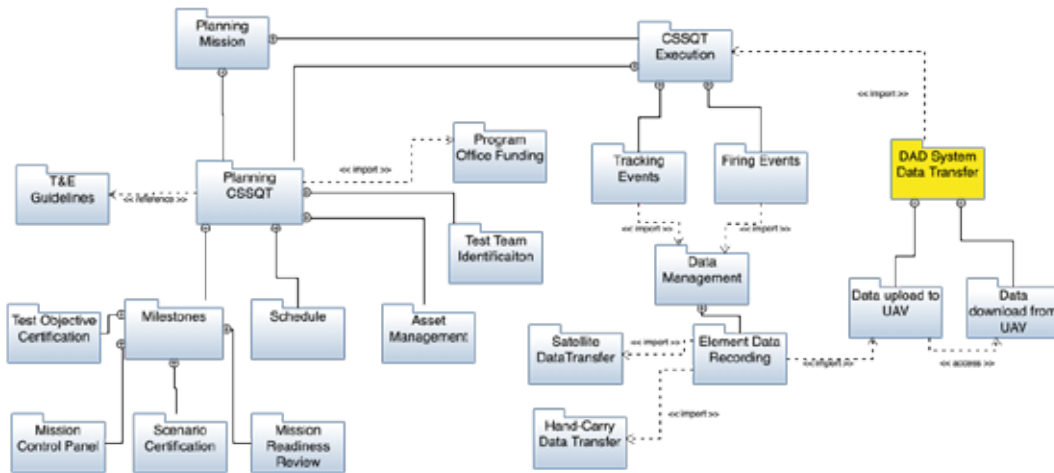 Planning
Mission
CSSQT
Execution
<< import >>
Program
Office Funding
Tracking
Events
Firing Events
DAD System
Data Transfer
T&E
Guidelines
<< reference >>
Planning
CSSQT
<< import >>
Test Team
Identificaiton
<< import >>
<< import >>
Data
Management
Test Objective
Certification
Milestones
Schedule
Asset
Management
Data upload to
UAV
Data
download from
UAV
Satellite
DataTransfer
<< import >>
Element Data
Recording
<< import >>
<< access >>
Mission
Control Panel
Scenario
Certification
Mission
Readiness
Review
Hand-Carry
Data Transfer
<< import >>